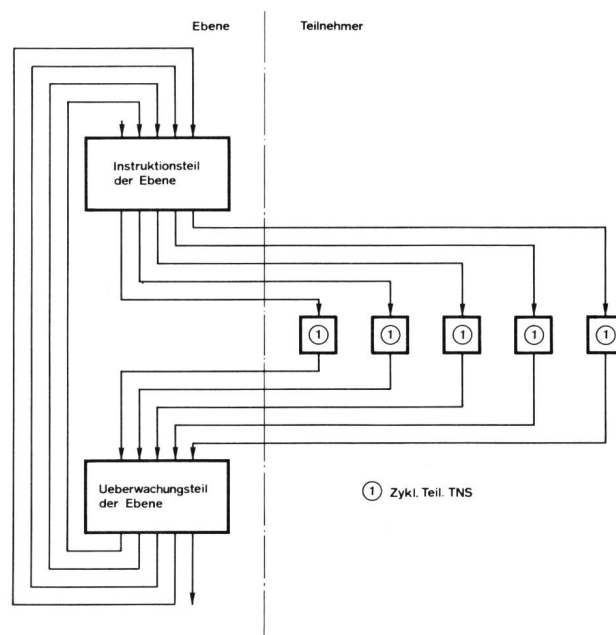 Ebene
Teilnehmer
Instruktionsteil
der Ebene
1
1
1
1
1
Ueberwachungsteil
der Ebene
1 Zykl. Teil. TNS